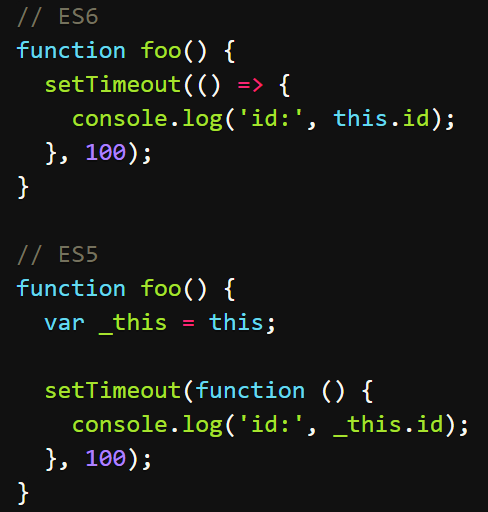 // ES6
function foo() {
  setTimeout(() => {
    console.log('id:', this.id);
  }, 100);
}

// ES5
function foo() {
  var _this = this;

  setTimeout(function () {
    console.log('id:', _this.id);
  }, 100);
}